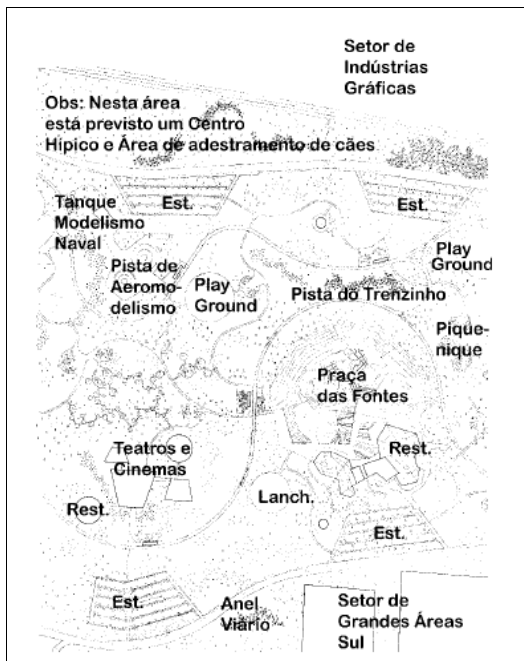 Setor de
Indústrias
Gráficas
Obs: Nesta área
está previsto um Centro
Hípico e Área de adestramento de cães
Est.
Est.
Tanque
Modelismo
Naval
Play
Ground
Pista de
Aeromo-
delismo
Play
Ground
Pista do Trenzinho
Pique-
nique
Praça
das Fontes
Teatros e
Cinemas
Rest.
Rest.
Lanch.
Est.
Est.
Anel
Viário
Setor de
Grandes Áreas
Sul